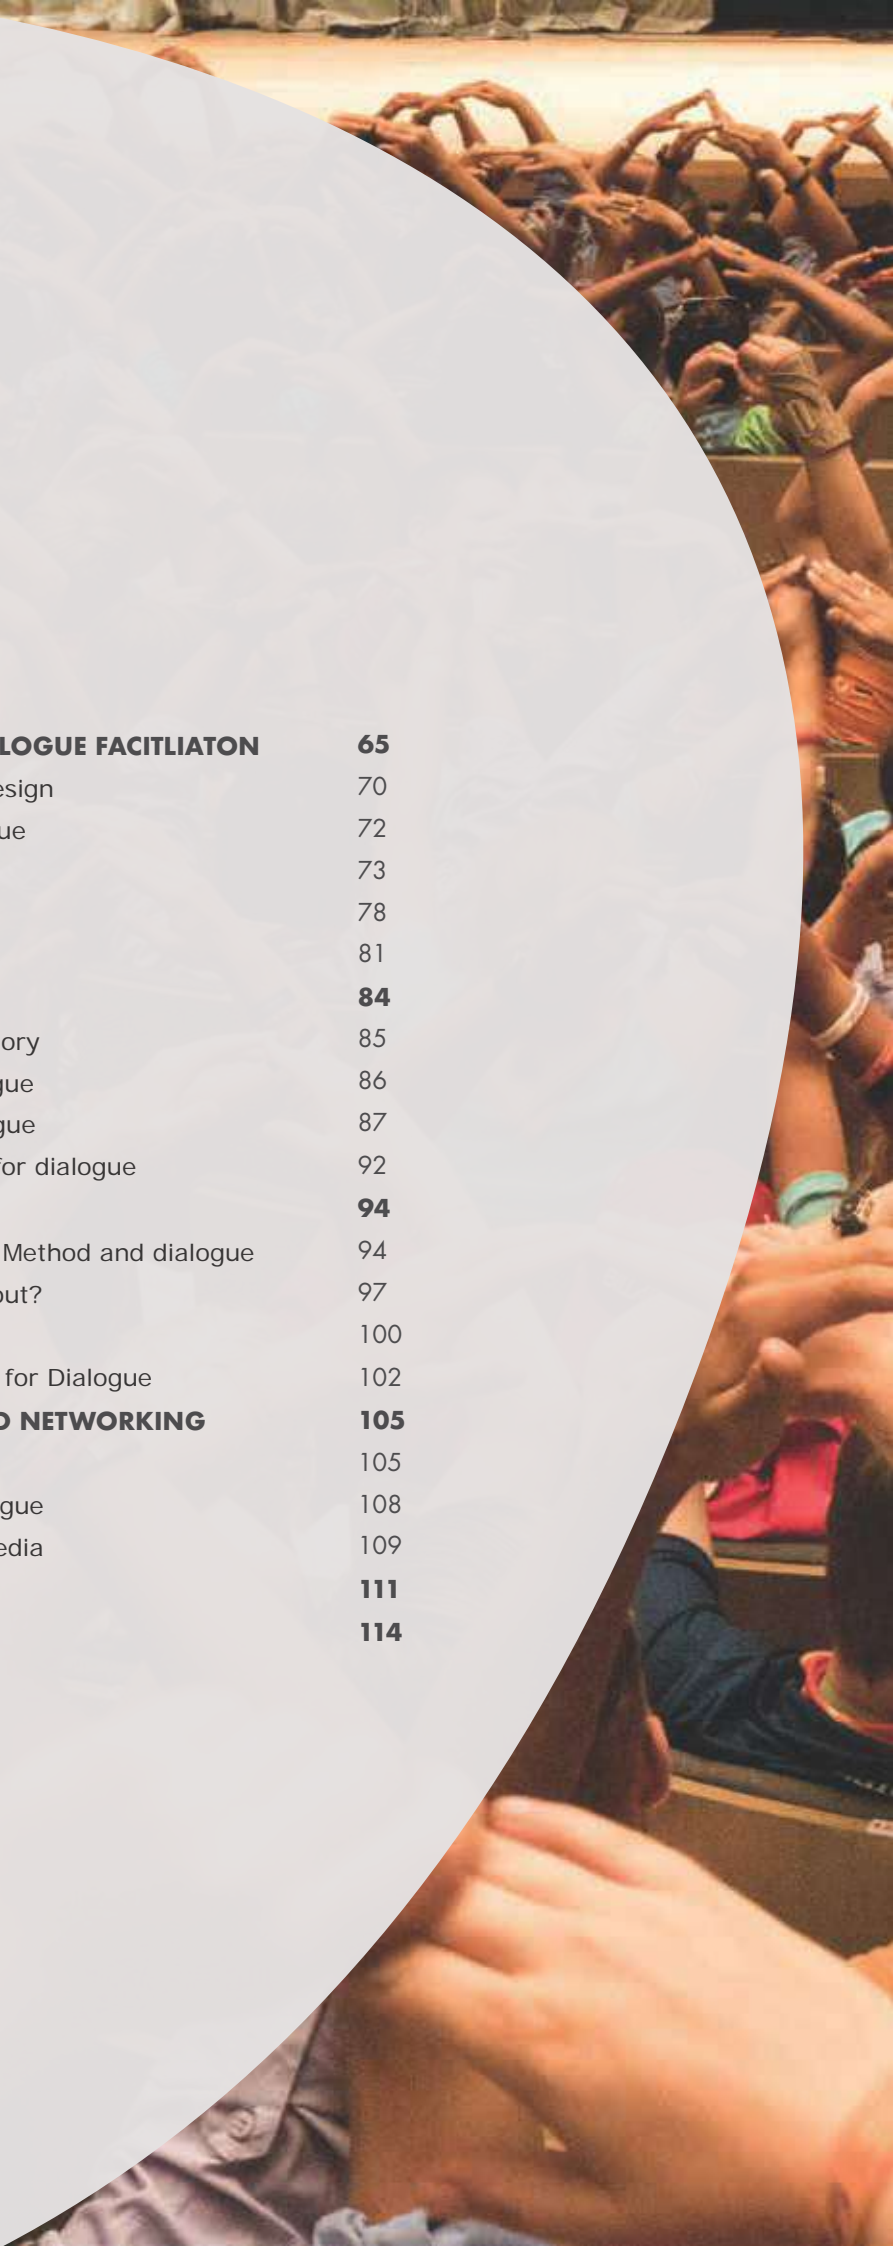 LOGUE FACITLIATON 65
esign 70
ue 72
73
78
81
84
ory 85
gue 86
gue 87
for dialogue 92
94
Method and dialogue 94
out? 97
100
for Dialogue 102
D NETWORKING 105
105
gue 108
edia 109
111
114